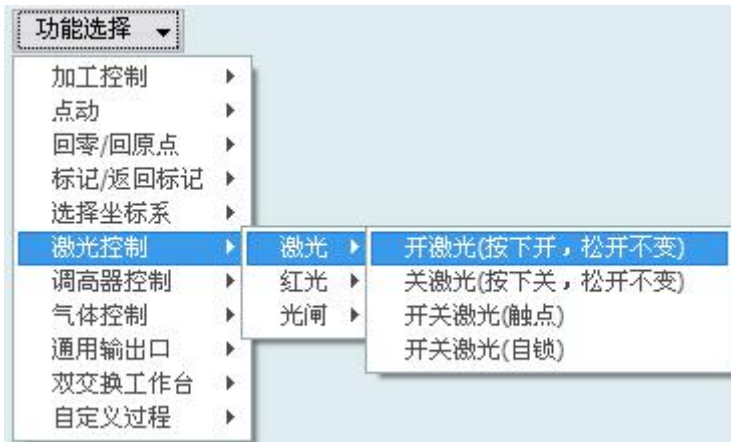 功能选择
加工控制
点动
回零/回原点
标记/返回标记
选择坐标系
激光控制
调高器控制
气体控制
通用输出口
双交换工作台
自定义过程
激光
红光
光闸
开激光(按下开，松开不变)
关激光(按下关，松开不变)
开关激光(触点)
开关激光(自锁)